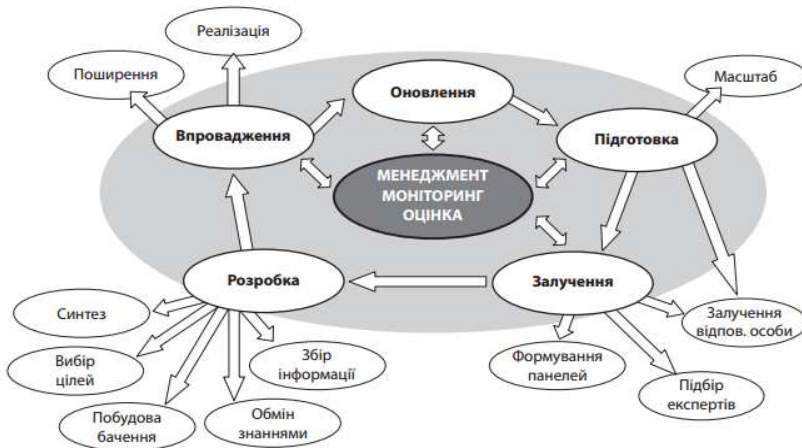 Реалізація
Поширення
Оновлення
Масштаб
Впровадження
Підготовка
МЕНЕДЖМЕНТ
МОНІТОРИНГ
ОЦІНКА
Розробка
Залучення
Синтез
Залучення
відпов. особи
Вибір
цілей
Збір
інформації
Формування
панелей
Підбір
експертів
Побудова
бачення
Обмін
знаннями